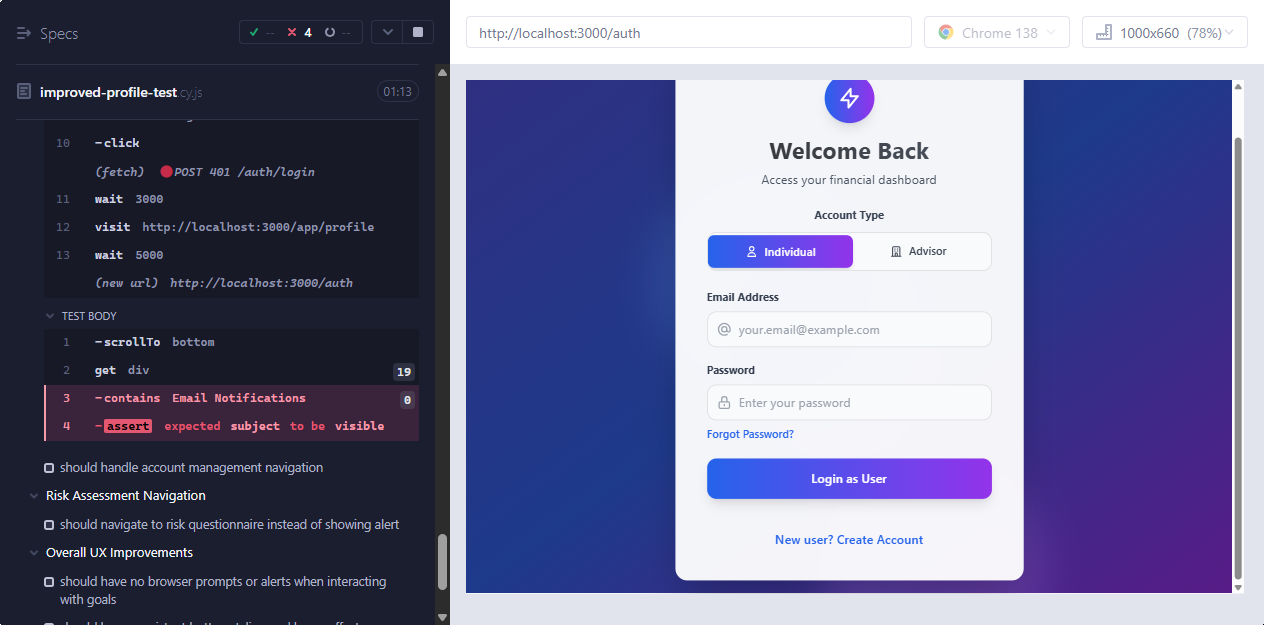 Specs
-- 4 --
improved-profile-test.cy.js 01:13
10 -click
(fetch) POST 401 /auth/login
11 wait 3000
12 visit http://localhost:3000/app/profile
13 wait 5000
(new url) http://localhost:3000/auth
TEST BODY
1 -scrollTo bottom
2 get div 19
3 -contains Email Notifications 0
4 -assert expected subject to be visible
should handle account management navigation
Risk Assessment Navigation
should navigate to risk questionnaire instead of showing alert
Overall UX Improvements
should have no browser prompts or alerts when interacting
with goals
http://localhost:3000/auth
Chrome 138
1000x660 (78%)
Welcome Back
Access your financial dashboard
Account Type
Individual
Advisor
Email Address
your.email@example.com
Password
Enter your password
Forgot Password?
Login as User
New user? Create Account